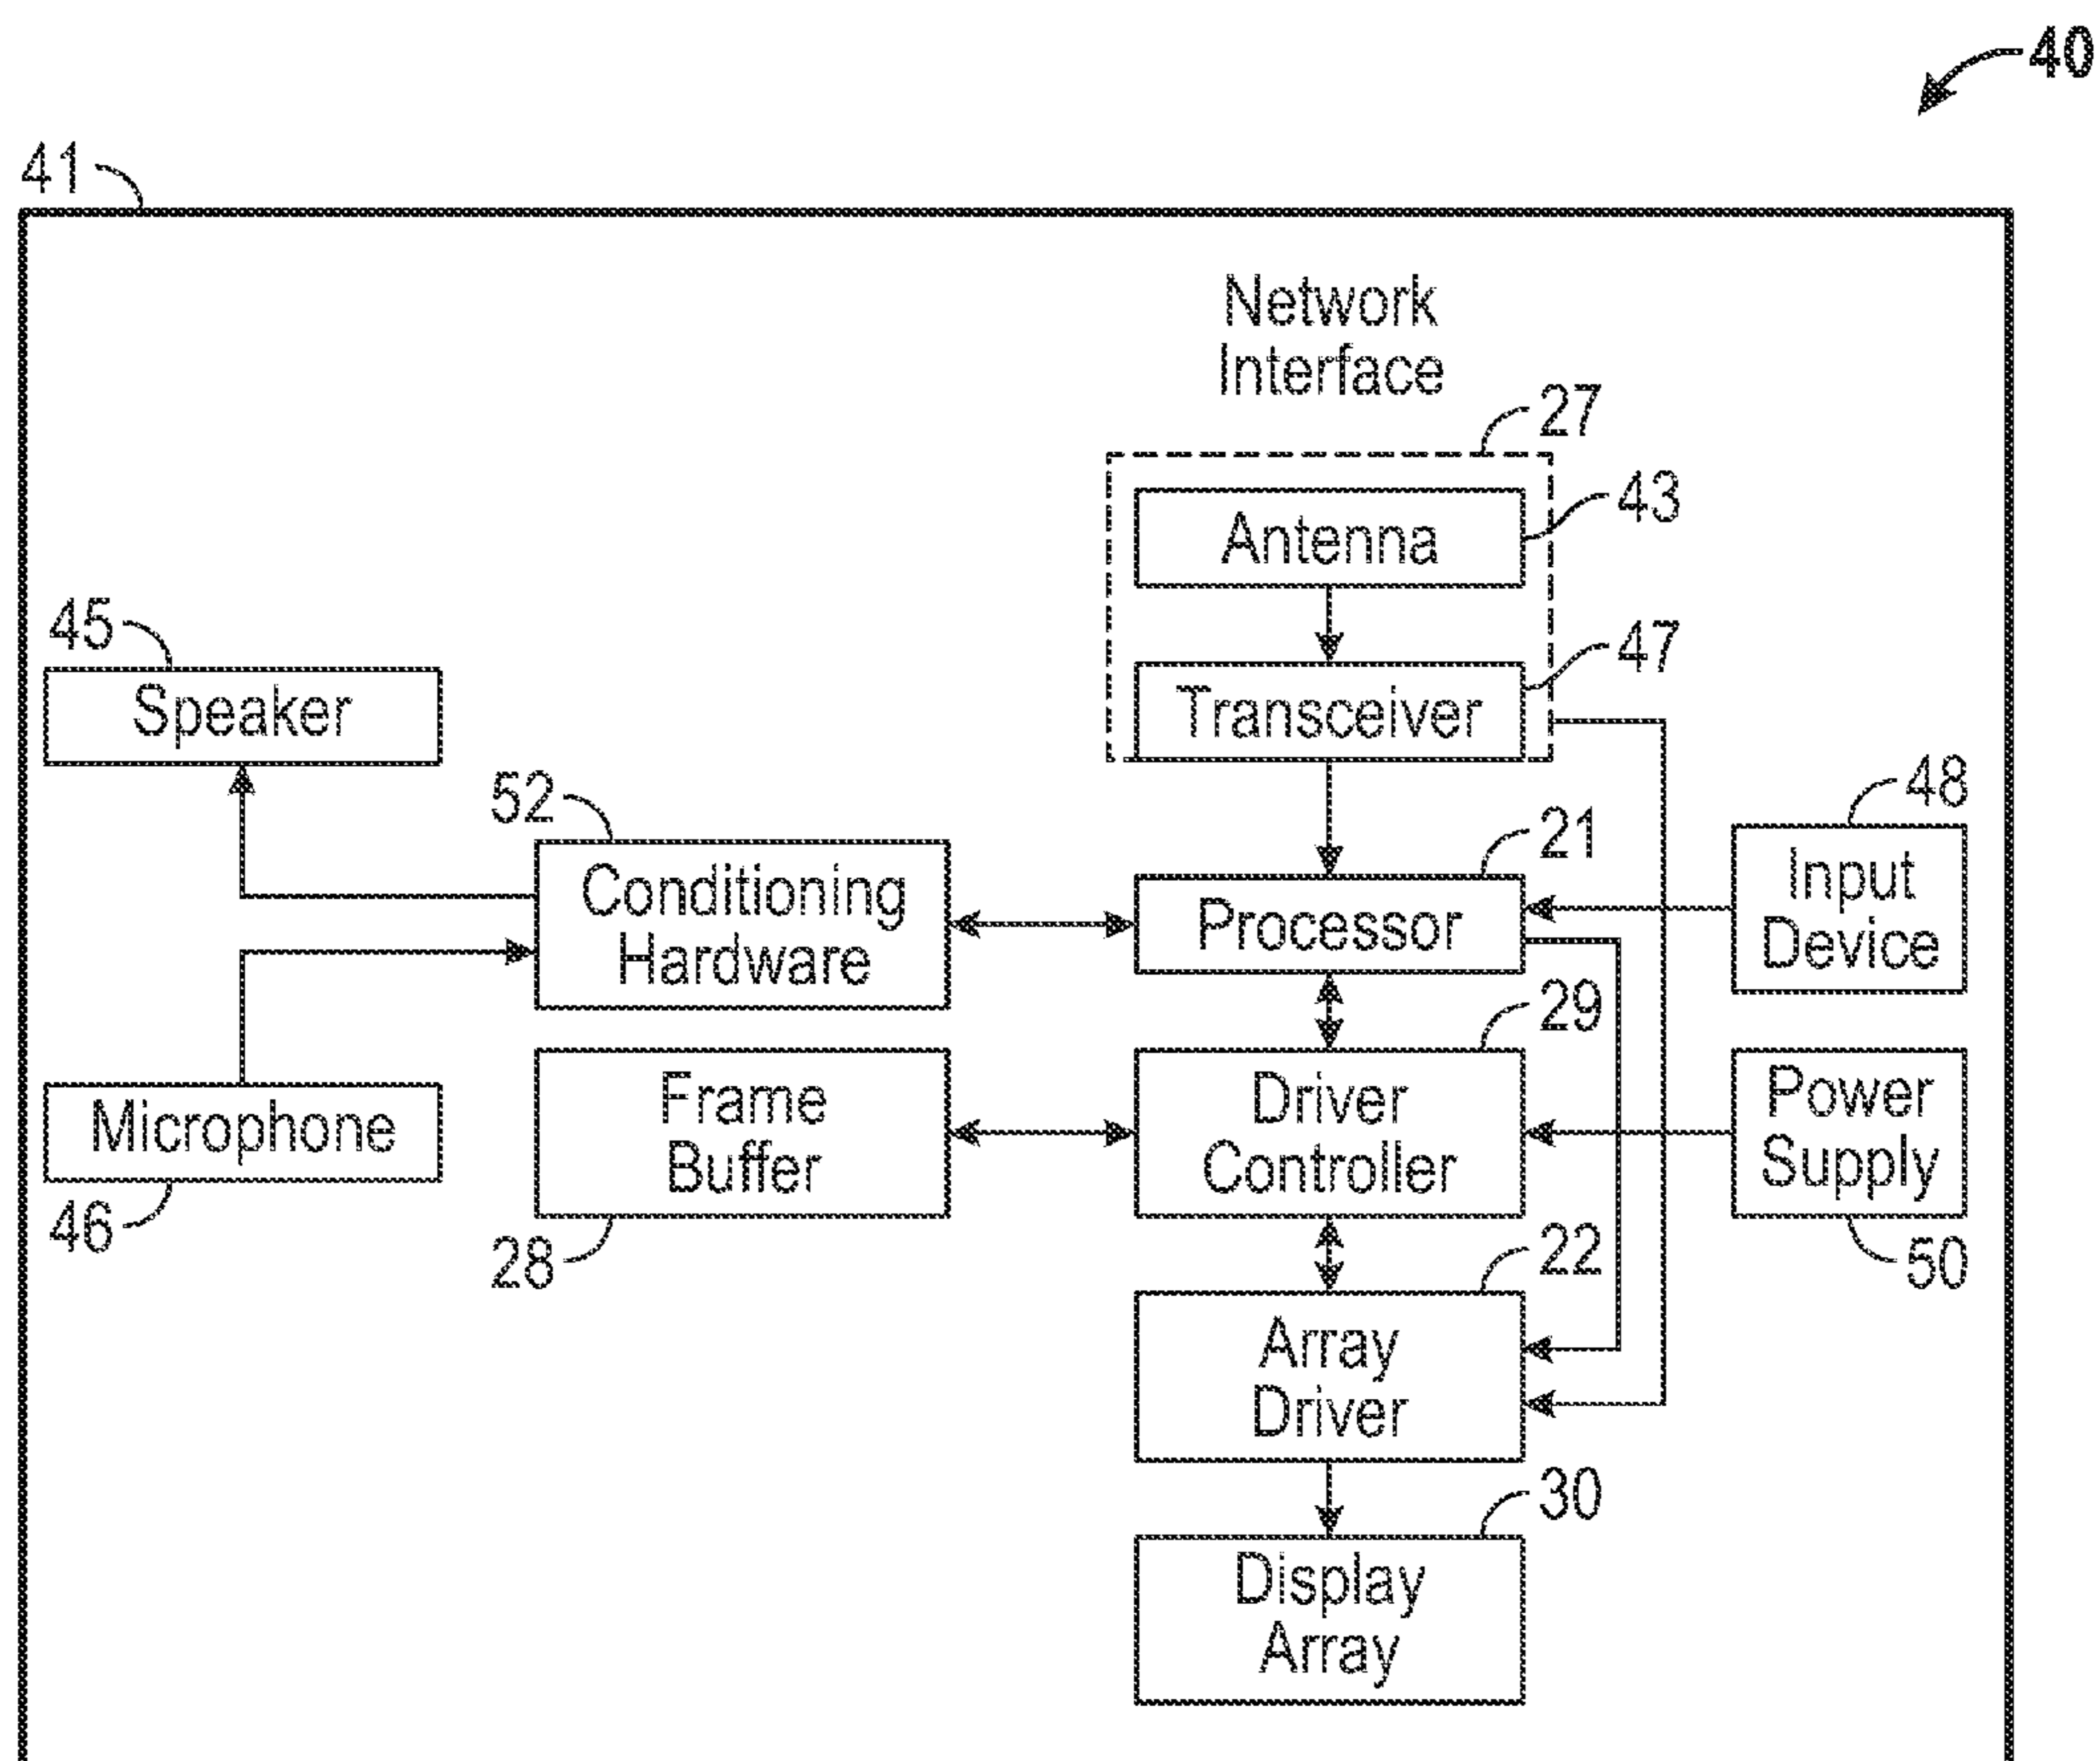 40
41
Network
Interface
27
Antenna
43
Transceiver
47
45
Speaker
52
Conditioning
Hardware
21
Processor
48
Input
Device
46
Microphone
28
Frame
Buffer
29
Driver
Controller
Power
Supply
50
22
Array
Driver
30
Display
Array